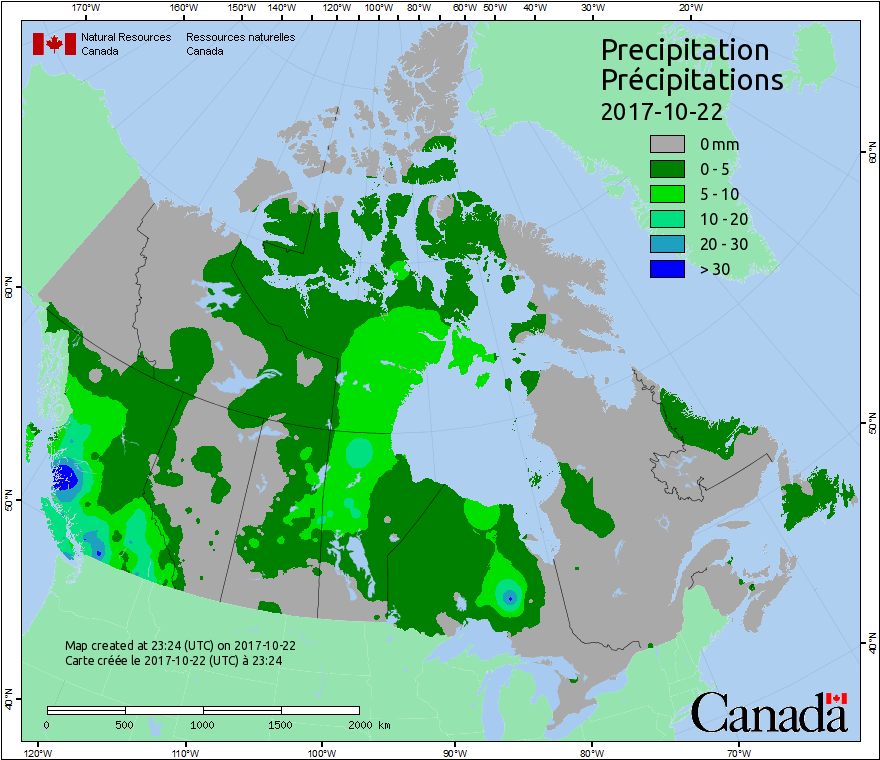 170°W 160°W 150°W 140°W 130°W 120°W 110°W 100°W 90°W 80°W 60°W 50°W 40°W 30°W 20°W
Natural Resources Ressources naturelles
Canada Canada
Precipitation
Précipitations
2017-10-22
0 mm
0 - 5
5 - 10
10 - 20
20 - 30
> 30
60°N
60°N
50°N
50°N
40°N
40°N
Map created at 23:24 (UTC) on 2017-10-22
Carte créée le 2017-10-22 (UTC) à 23:24
0 500 1000 1500 2000 km
Canada
120°W 110°W 100°W 90°W 80°W 70°W